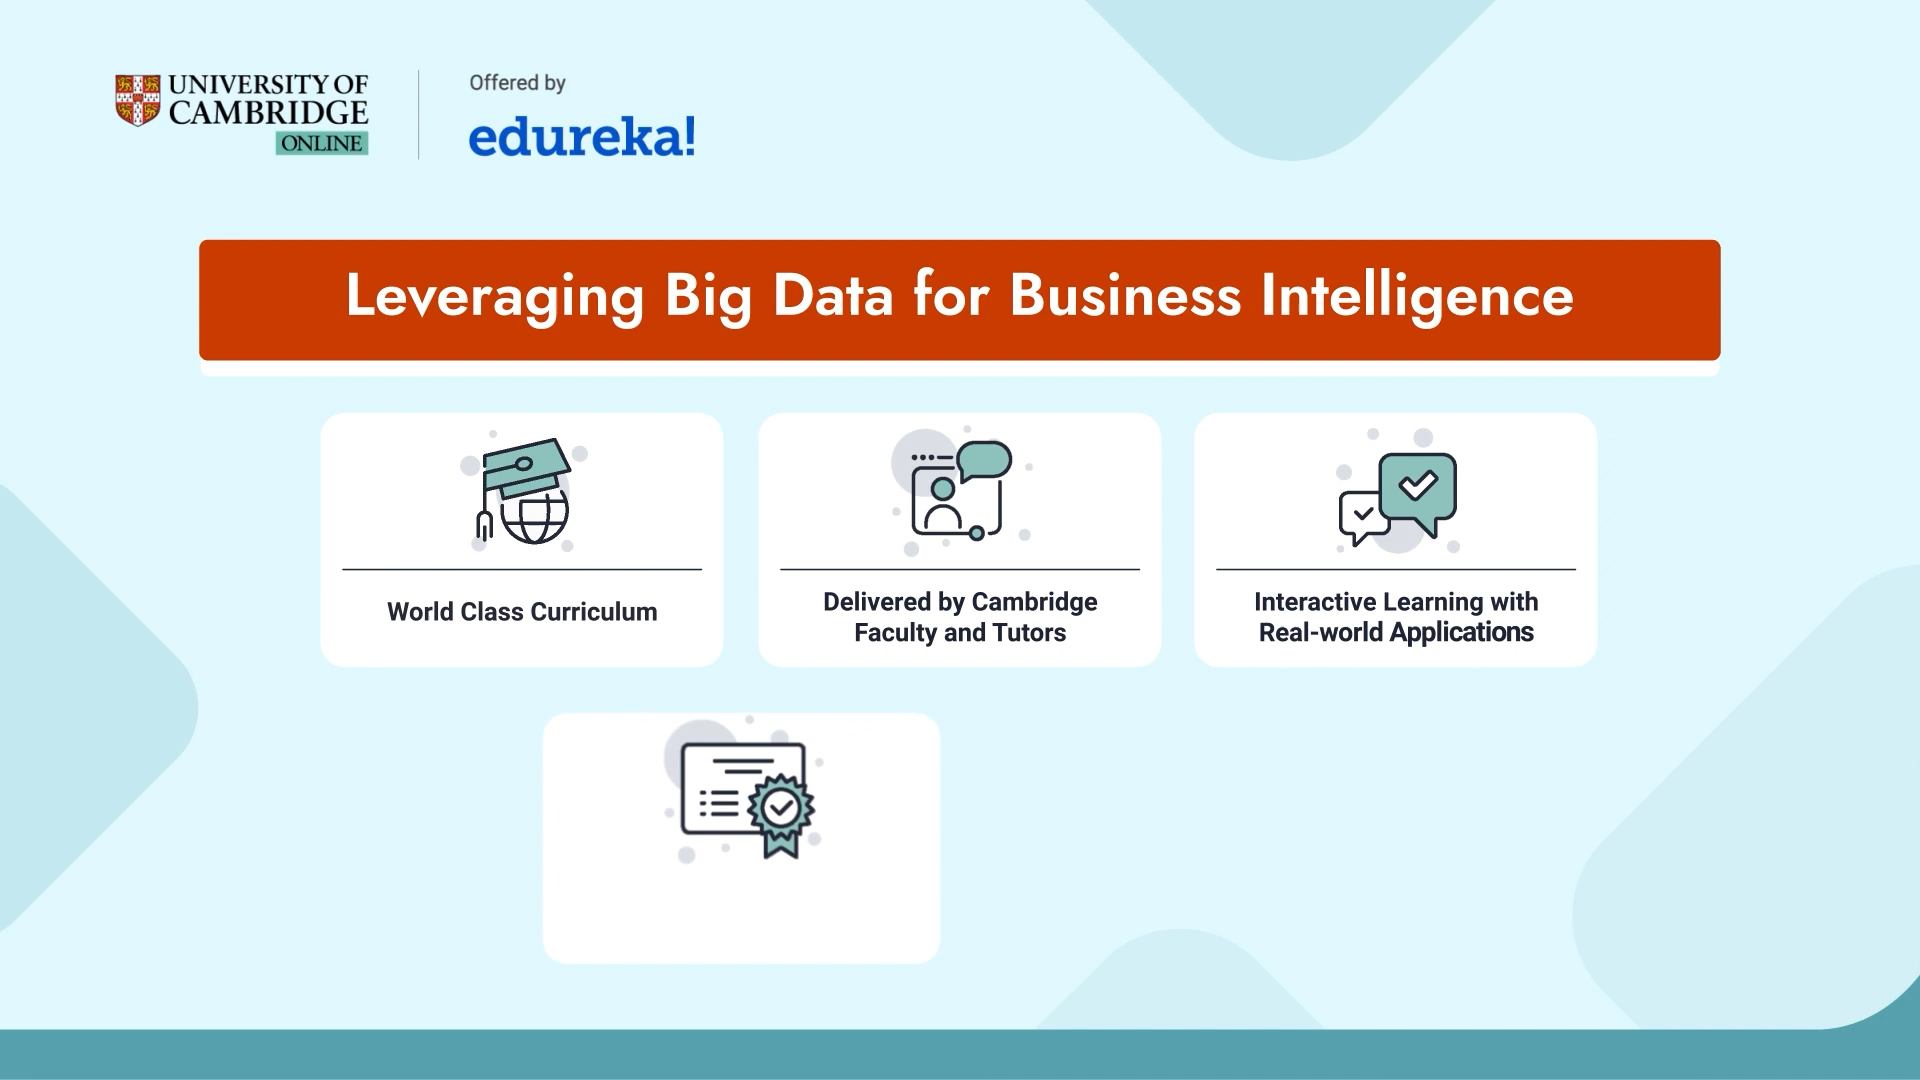 UNIVERSITY OF
CAMBRIDGE
ONLINE
Offered by
edureka!
Leveraging Big Data for Business Intelligence
World Class Curriculum
Delivered by Cambridge
Faculty and Tutors
Interactive Learning with
Real-world Applications